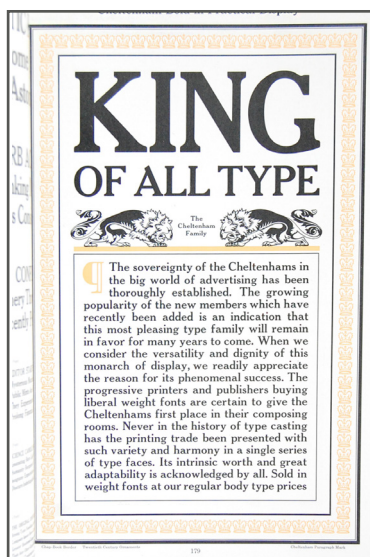 KING
OF ALL TYPE
The
Cheltenham
Family
¶ The sovereignty of the Cheltenhams in
the big world of advertising has been
thoroughly established. The growing
popularity of the new members which have
recently been added is an indication that
this most pleasing type family will remain
in favor for many years to come. When we
consider the versatility and dignity of this
monarch of display, we readily appreciate
the reason for its phenomenal success. The
progressive printers and publishers buying
liberal weight fonts are certain to give the
Cheltenhams first place in their composing
rooms. Never in the history of type casting
has the printing trade been presented with
such variety and harmony in a single series
of type faces. Its intrinsic worth and great
adaptability is acknowledged by all. Sold in
weight fonts at our regular body type prices
179